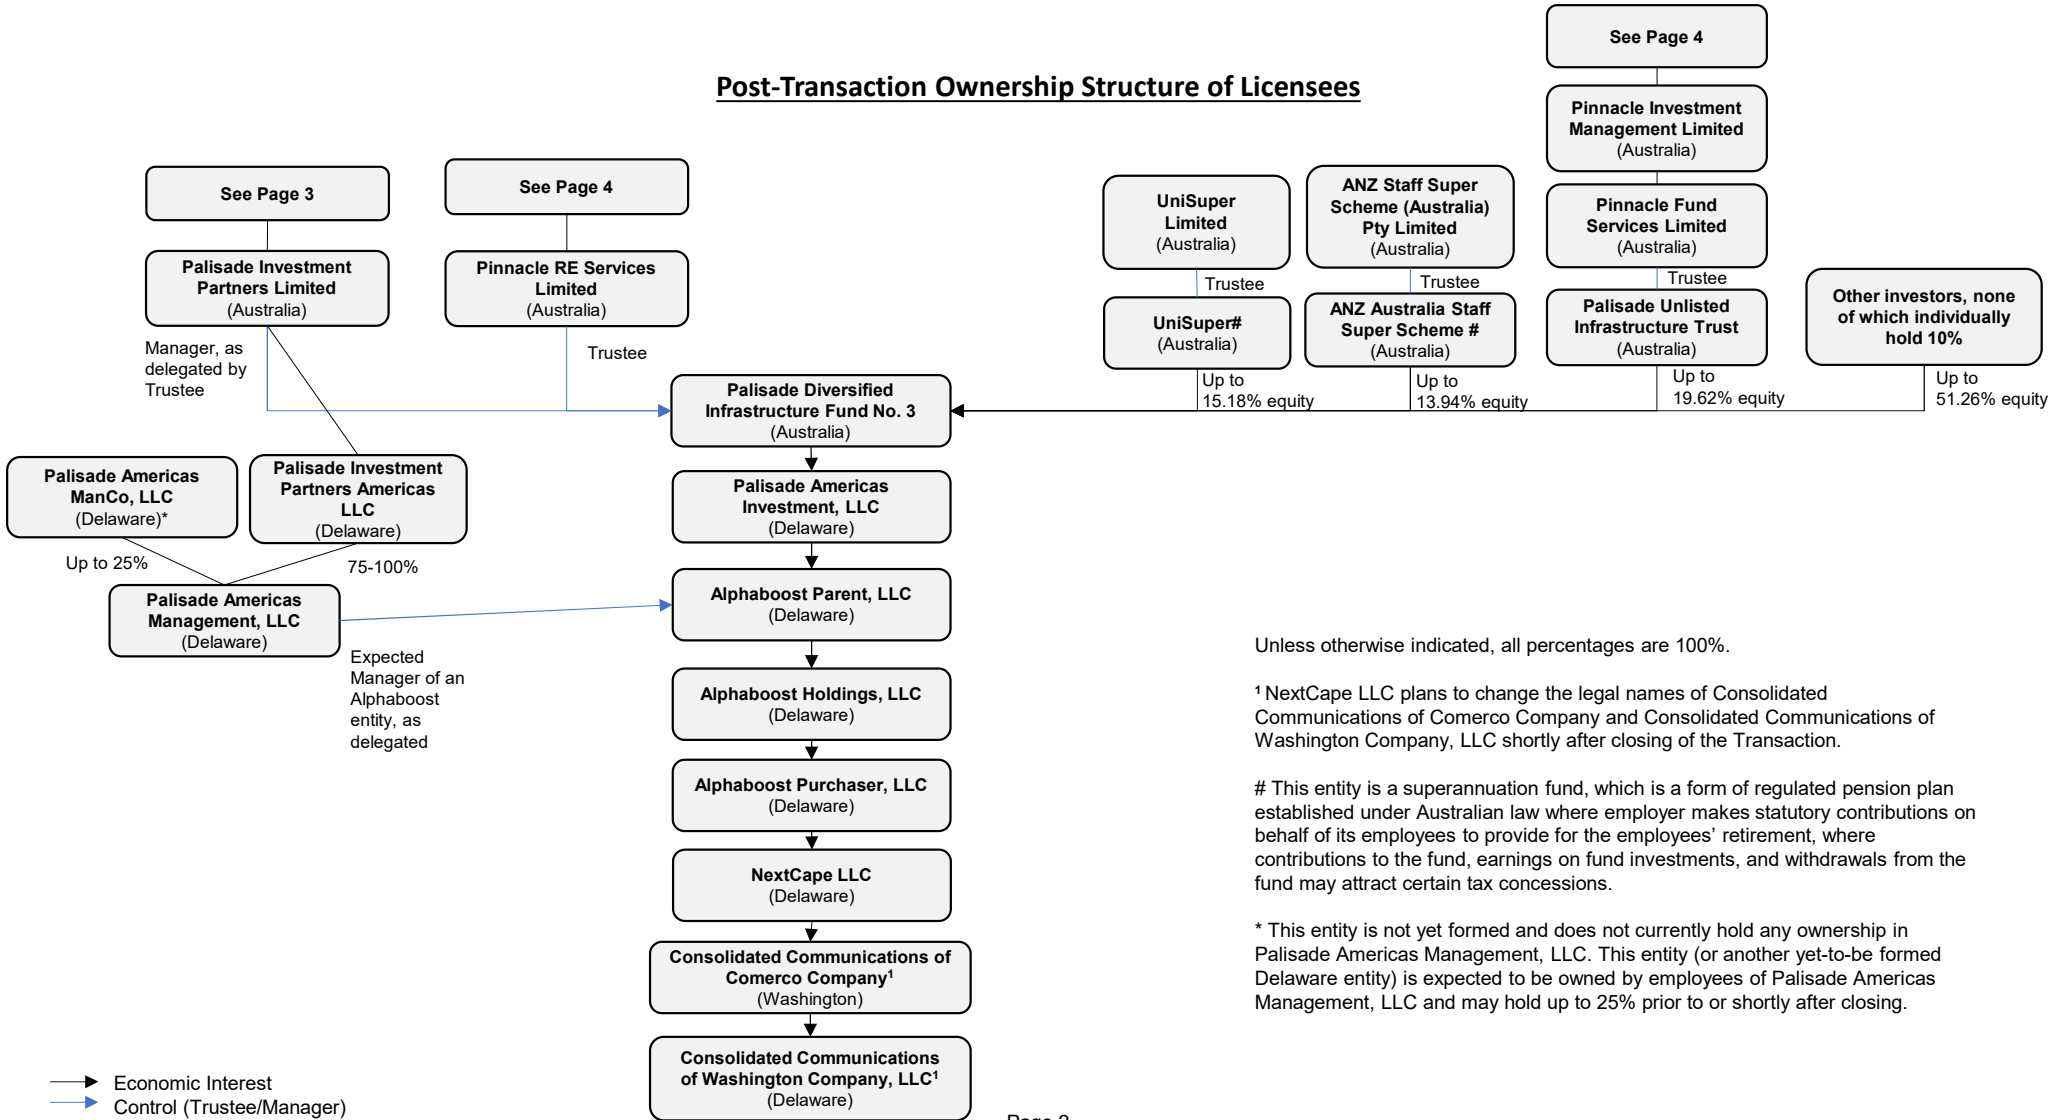 See Page 4
Post-Transaction Ownership Structure of Licensees
Pinnacle Investment
Management Limited
(Australia)
See Page 3
See Page 4
UniSuper
Limited
(Australia)
ANZ Staff Super
Scheme (Australia)
Pty Limited
(Australia)
Pinnacle Fund
Services Limited
(Australia)
Palisade Investment
Partners Limited
(Australia)
Pinnacle RE Services
Limited
(Australia)
Trustee
Trustee
Trustee
UniSuper#
(Australia)
ANZ Australia Staff
Super Scheme #
(Australia)
Palisade Unlisted
Infrastructure Trust
(Australia)
Other investors, none
of which individually
hold 10%
Manager, as
delegated by
Trustee
Trustee
Up to
15.18% equity
Up to
13.94% equity
Up to
19.62% equity
Up to
51.26% equity
Palisade Diversified
Infrastructure Fund No. 3
(Australia)
Palisade Americas
ManCo, LLC
(Delaware)*
Palisade Investment
Partners Americas
LLC
(Delaware)
Palisade Americas
Investment, LLC
(Delaware)
Up to 25%
75-100%
Palisade Americas
Management, LLC
(Delaware)
Alphaboost Parent, LLC
(Delaware)
Expected
Manager of an
Alphaboost
entity, as
delegated
Alphaboost Holdings, LLC
(Delaware)
Alphaboost Purchaser, LLC
(Delaware)
NextCape LLC
(Delaware)
Consolidated Communications of
Comerco Company¹
(Washington)
Consolidated Communications
of Washington Company, LLC¹
(Delaware)
Unless otherwise indicated, all percentages are 100%.
¹ NextCape LLC plans to change the legal names of Consolidated
Communications of Comerco Company and Consolidated Communications of
Washington Company, LLC shortly after closing of the Transaction.
# This entity is a superannuation fund, which is a form of regulated pension plan
established under Australian law where employer makes statutory contributions on
behalf of its employees to provide for the employees’ retirement, where
contributions to the fund, earnings on fund investments, and withdrawals from the
fund may attract certain tax concessions.
* This entity is not yet formed and does not currently hold any ownership in
Palisade Americas Management, LLC. This entity (or another yet-to-be formed
Delaware entity) is expected to be owned by employees of Palisade Americas
Management, LLC and may hold up to 25% prior to or shortly after closing.
Economic Interest
Control (Trustee/Manager)